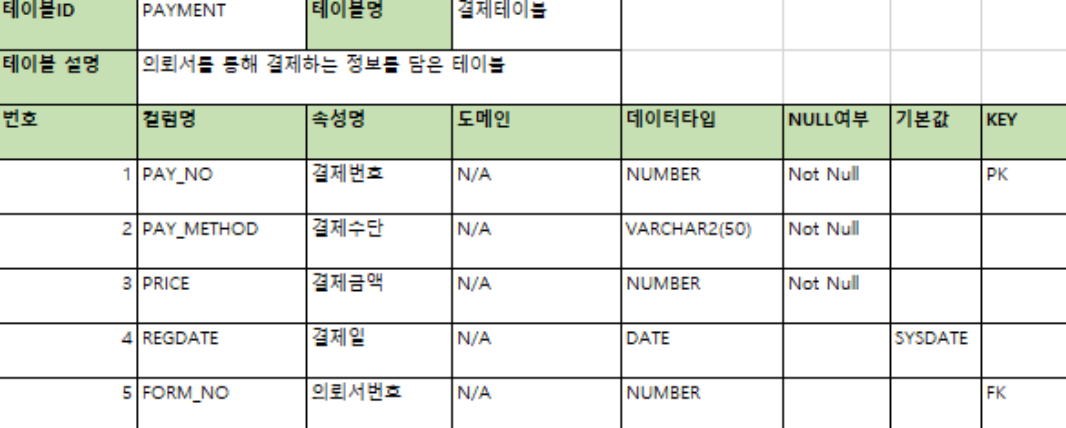 테이블ID PAYMENT 테이블명 결제테이블
테이블 설명 의뢰서를 통해 결제하는 정보를 담은 테이블
번호 컬럼명 속성명 도메인 데이터타입 NULL여부 기본값 KEY
1 PAY_NO 결제번호 N/A NUMBER Not Null PK
2 PAY_METHOD 결제수단 N/A VARCHAR2(50) Not Null
3 PRICE 결제금액 N/A NUMBER Not Null
4 REGDATE 결제일 N/A DATE SYSDATE
5 FORM_NO 의뢰서번호 N/A NUMBER FK